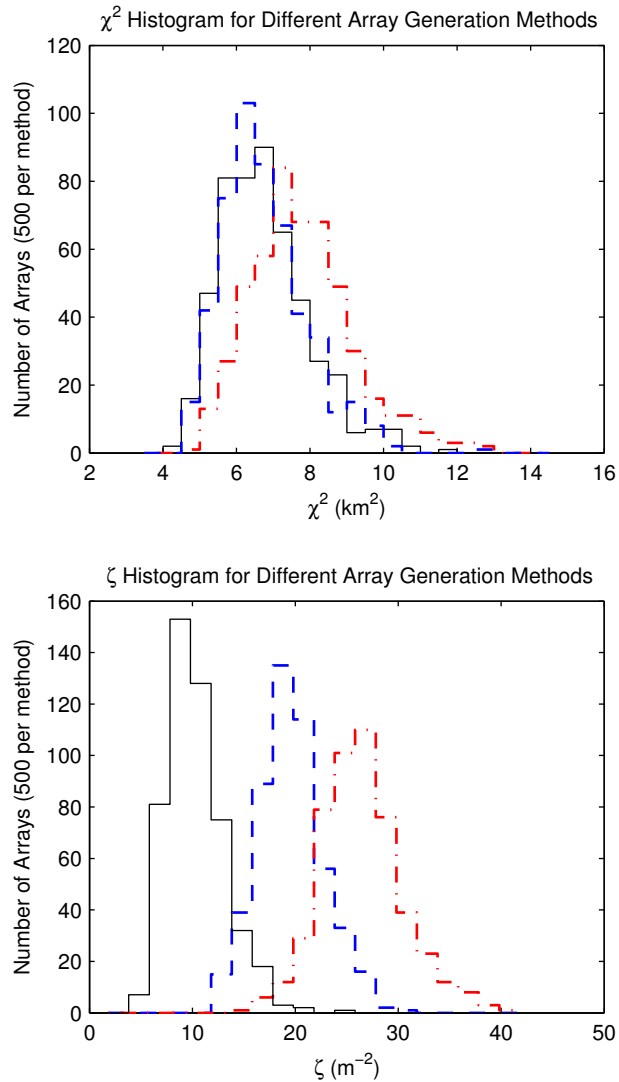 χ² Histogram for Different Array Generation Methods
120
100
80
60
40
20
0
Number of Arrays (500 per method)
2 4 6 8 10 12 14 16
χ² (km²)
ζ Histogram for Different Array Generation Methods
160
140
120
100
80
60
40
20
0
Number of Arrays (500 per method)
0 10 20 30 40 50
ζ (m⁻²)